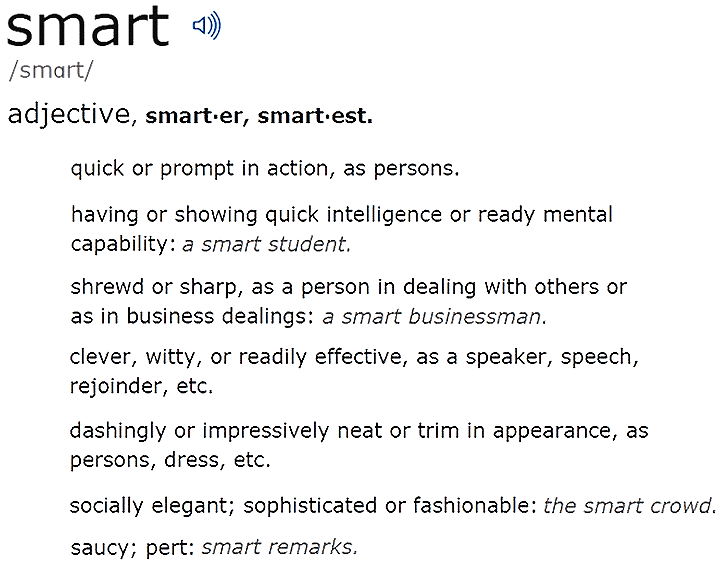 smart
/smɑrt/
adjective, smart·er, smart·est.
quick or prompt in action, as persons.
having or showing quick intelligence or ready mental
capability: a smart student.
shrewd or sharp, as a person in dealing with others or
as in business dealings: a smart businessman.
clever, witty, or readily effective, as a speaker, speech,
rejoinder, etc.
dashingly or impressively neat or trim in appearance, as
persons, dress, etc.
socially elegant; sophisticated or fashionable: the smart crowd.
saucy; pert: smart remarks.